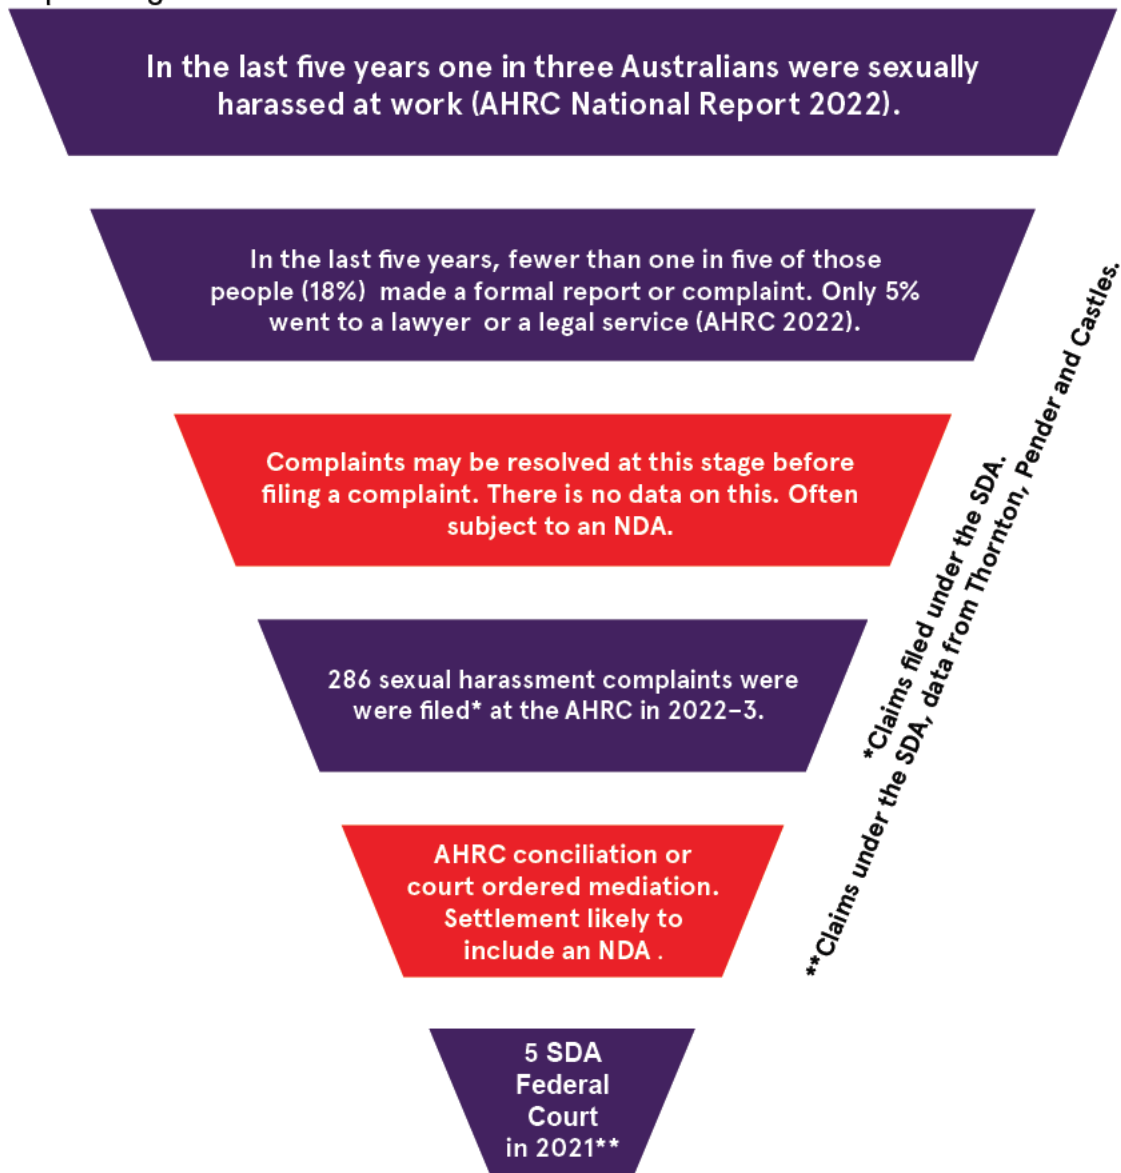 In the last five years one in three Australians were sexually
harassed at work (AHRC National Report 2022).
In the last five years, fewer than one in five of those
people (18%) made a formal report or complaint. Only 5%
went to a lawyer or a legal service (AHRC 2022).
Complaints may be resolved at this stage before
filing a complaint. There is no data on this. Often
subject to an NDA.
286 sexual harassment complaints were
were filed* at the AHRC in 2022–3.
AHRC conciliation or
court ordered mediation.
Settlement likely to
include an NDA .
5 SDA
Federal
Court
in 2021**
*Claims filed under the SDA.
**Claims under the SDA, data from Thornton, Pender and Castles.